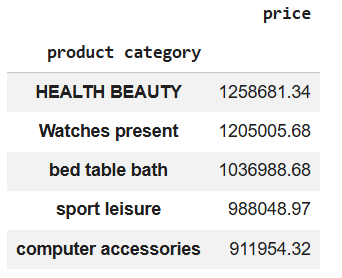 price
product category
HEALTH BEAUTY 1258681.34
Watches present 1205005.68
bed table bath 1036988.68
sport leisure 988048.97
computer accessories 911954.32